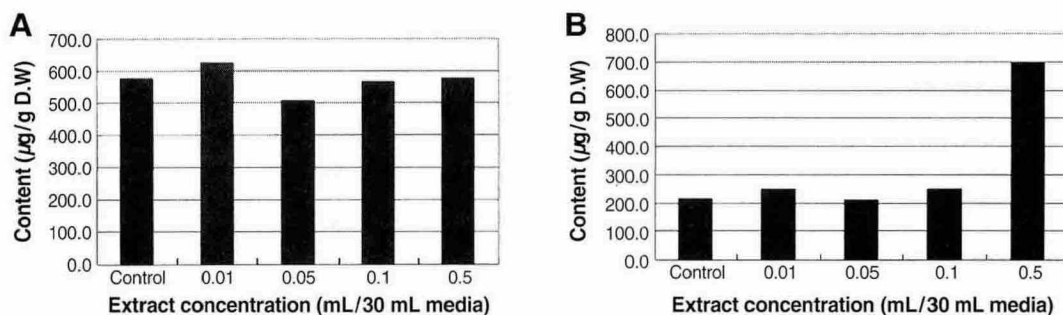 A
Content (µg/g D.W)
700.0
600.0
500.0
400.0
300.0
200.0
100.0
0.0
Control 0.01 0.05 0.1 0.5
Extract concentration (mL/30 mL media)
B
Content (µg/g D.W)
800.0
700.0
600.0
500.0
400.0
300.0
200.0
100.0
0.0
Control 0.01 0.05 0.1 0.5
Extract concentration (mL/30 mL media)